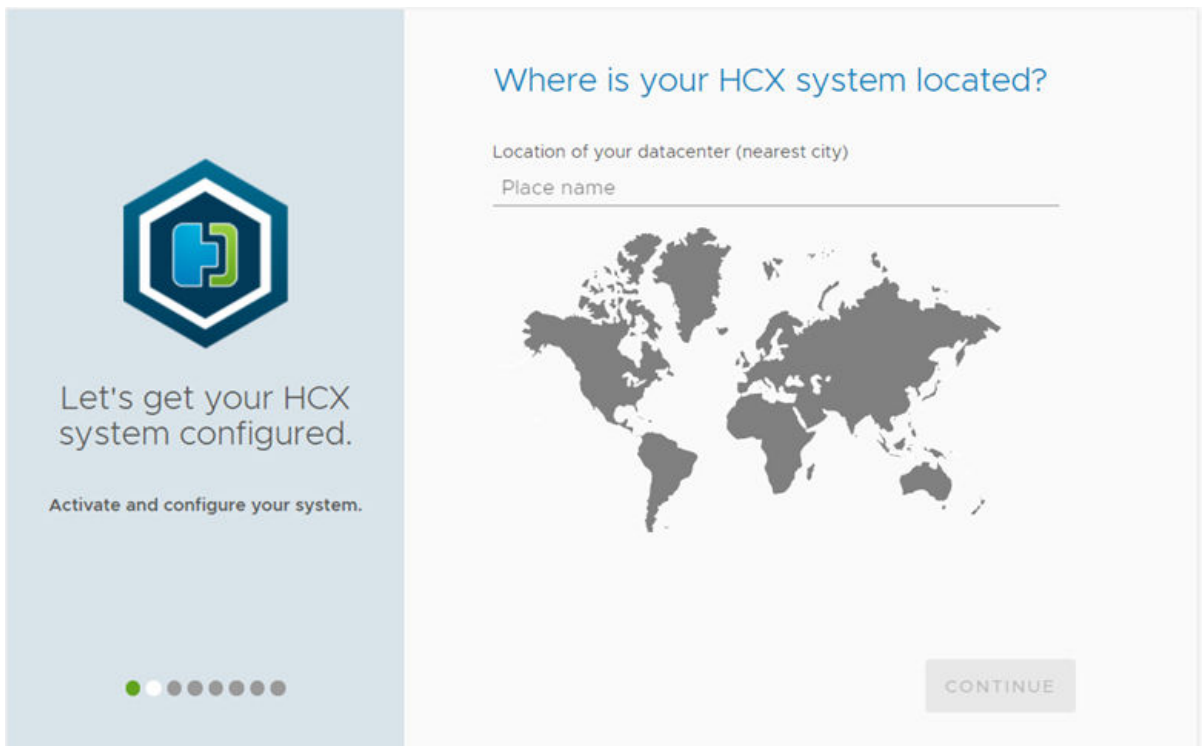 Let's get your HCX
system configured.
Activate and configure your system.
Where is your HCX system located?
Location of your datacenter (nearest city)
Place name
CONTINUE